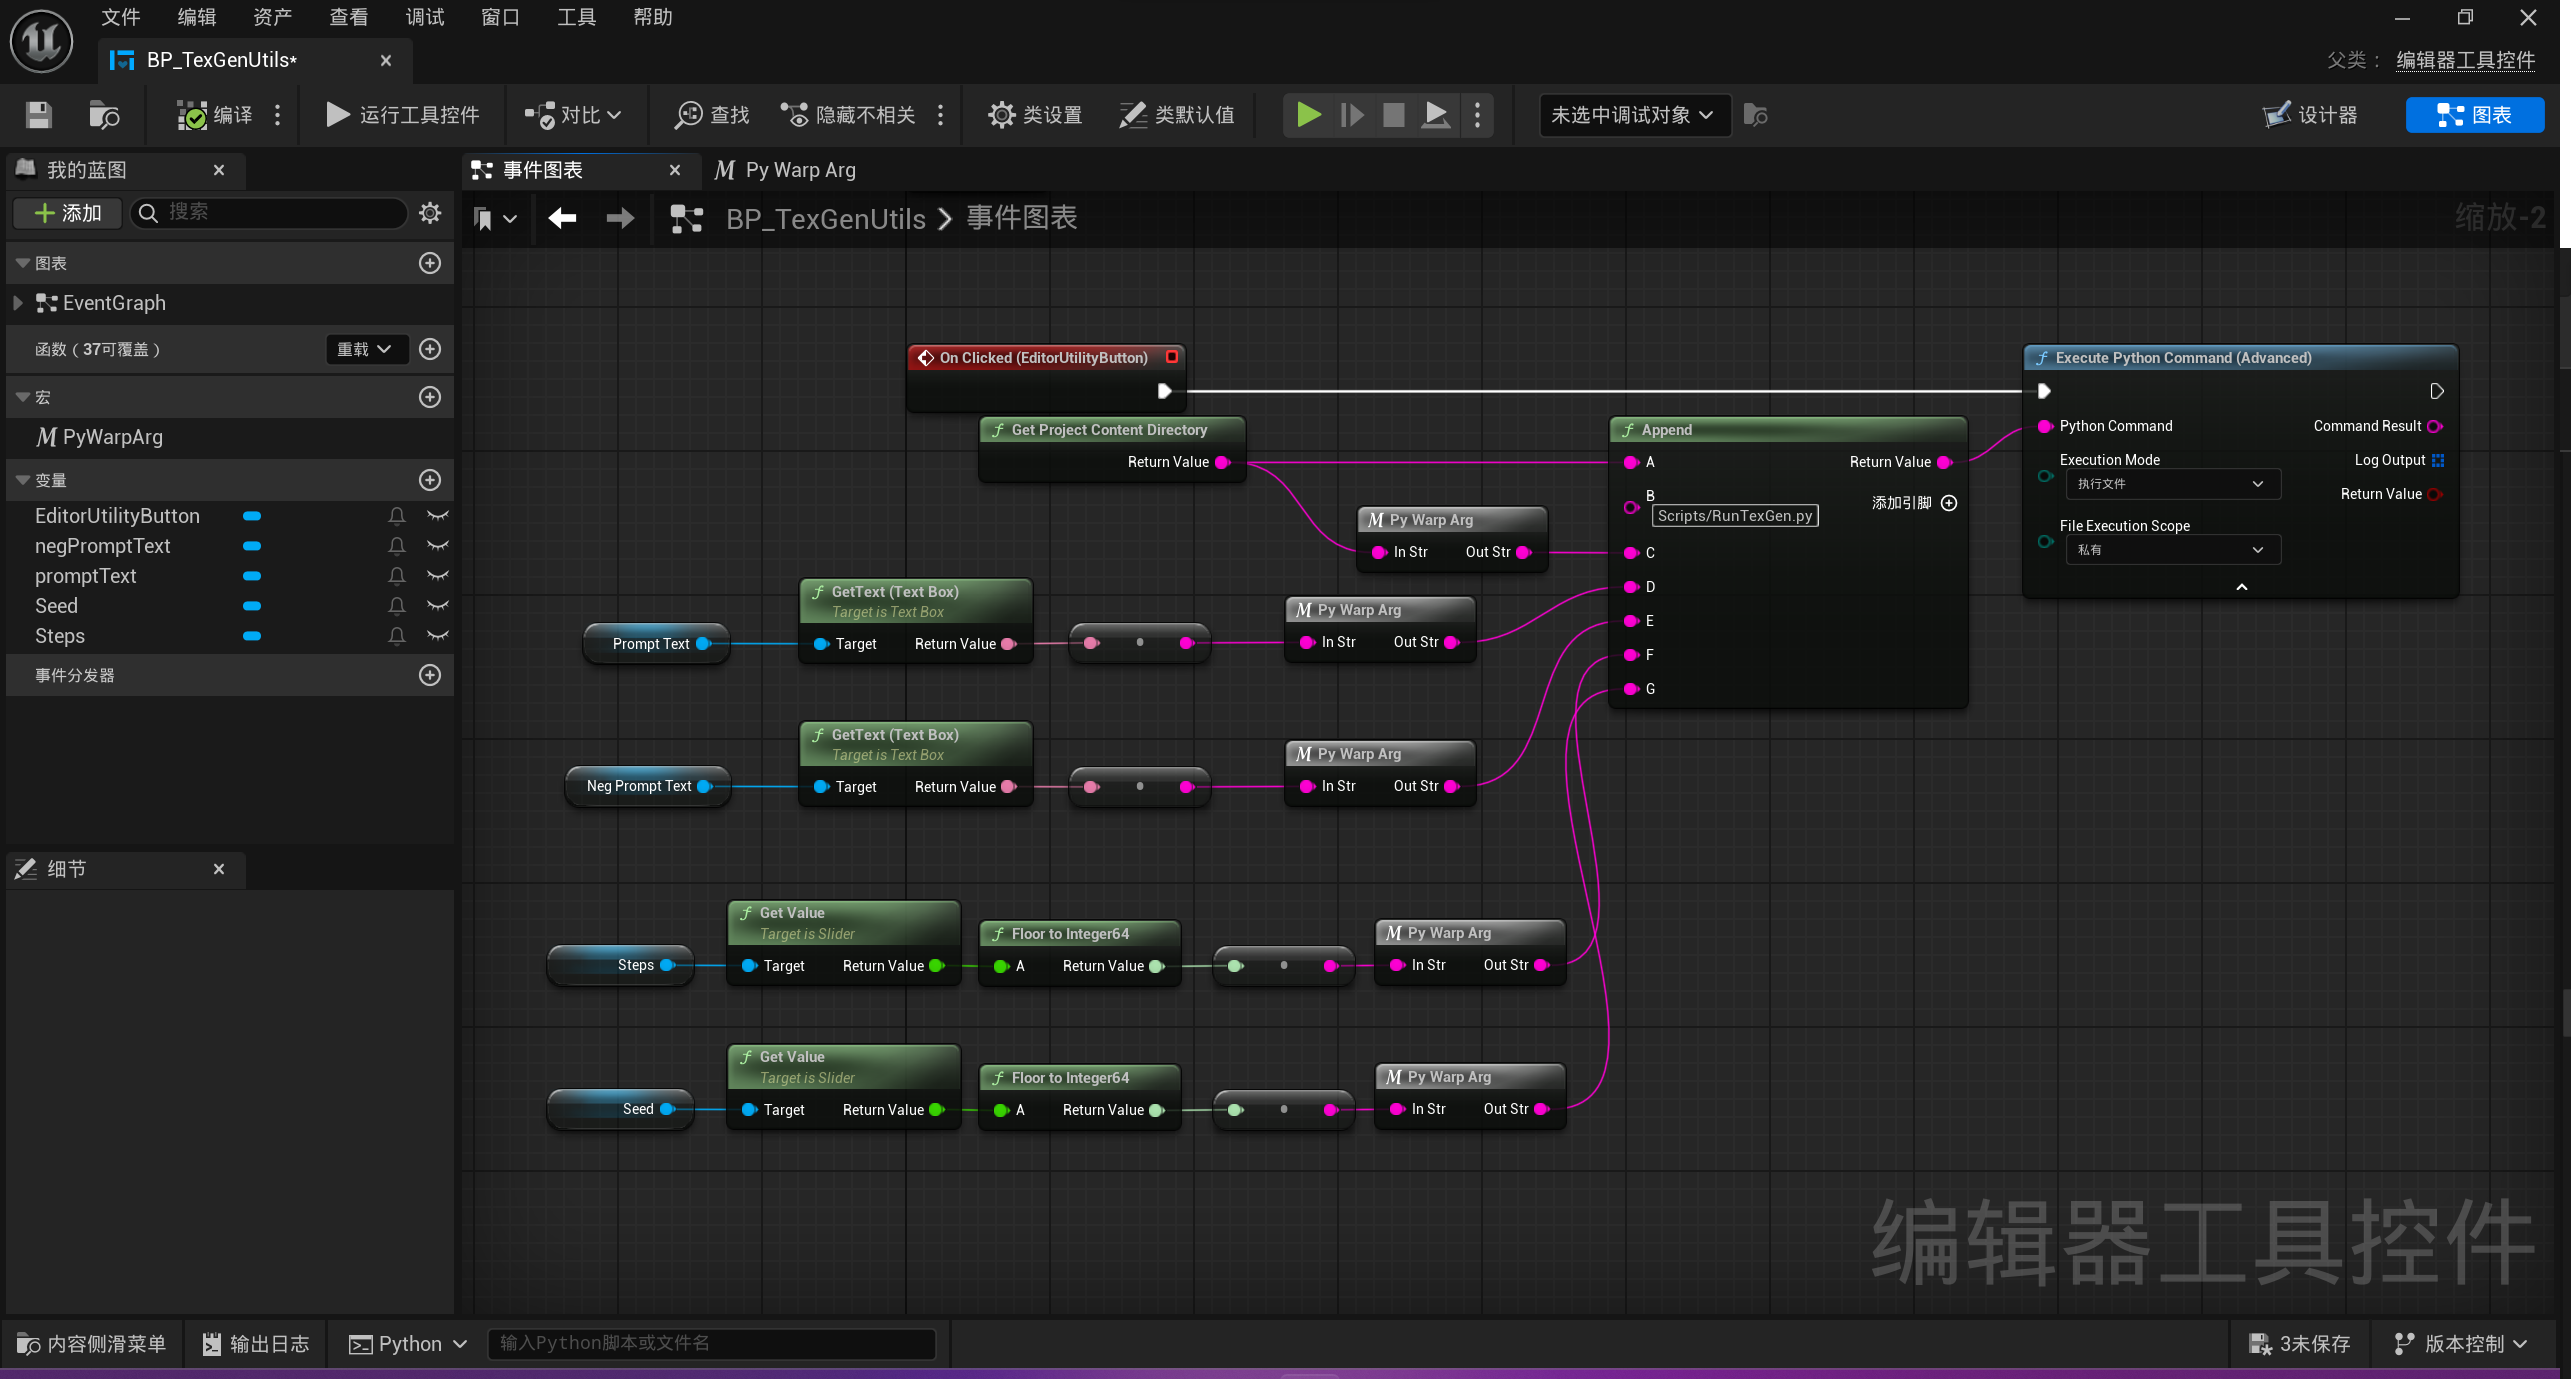 文件 编辑 资产 查看 调试 窗口 工具 帮助
BP_TexGenUtils*
父类： 编辑器工具控件
编译 运行工具控件 对比 查找 隐藏不相关 类设置 类默认值 未选中调试对象 设计器 图表
我的蓝图
添加 搜索
图表
EventGraph
函数（37可覆盖） 重载
宏
PyWarpArg
变量
EditorUtilityButton
negPromptText
promptText
Seed
Steps
事件分发器
细节
事件图表 Py Warp Arg
BP_TexGenUtils > 事件图表
缩放-2
On Clicked (EditorUtilityButton)
Get Project Content Directory
Return Value
Py Warp Arg
In Str Out Str
Append
A Return Value
B
Scripts/RunTexGen.py
添加引脚
C
D
E
F
G
Execute Python Command (Advanced)
Python Command Command Result
Execution Mode Log Output
执行文件
Return Value
File Execution Scope
私有
Prompt Text
GetText (Text Box)
Target is Text Box
Target Return Value
Py Warp Arg
In Str Out Str
Neg Prompt Text
GetText (Text Box)
Target is Text Box
Target Return Value
Py Warp Arg
In Str Out Str
Steps
Get Value
Target is Slider
Target Return Value
Floor to Integer64
A Return Value
Py Warp Arg
In Str Out Str
Seed
Get Value
Target is Slider
Target Return Value
Floor to Integer64
A Return Value
Py Warp Arg
In Str Out Str
编辑器工具控件
内容侧滑菜单 输出日志 Python 输入Python脚本或文件名 3未保存 版本控制